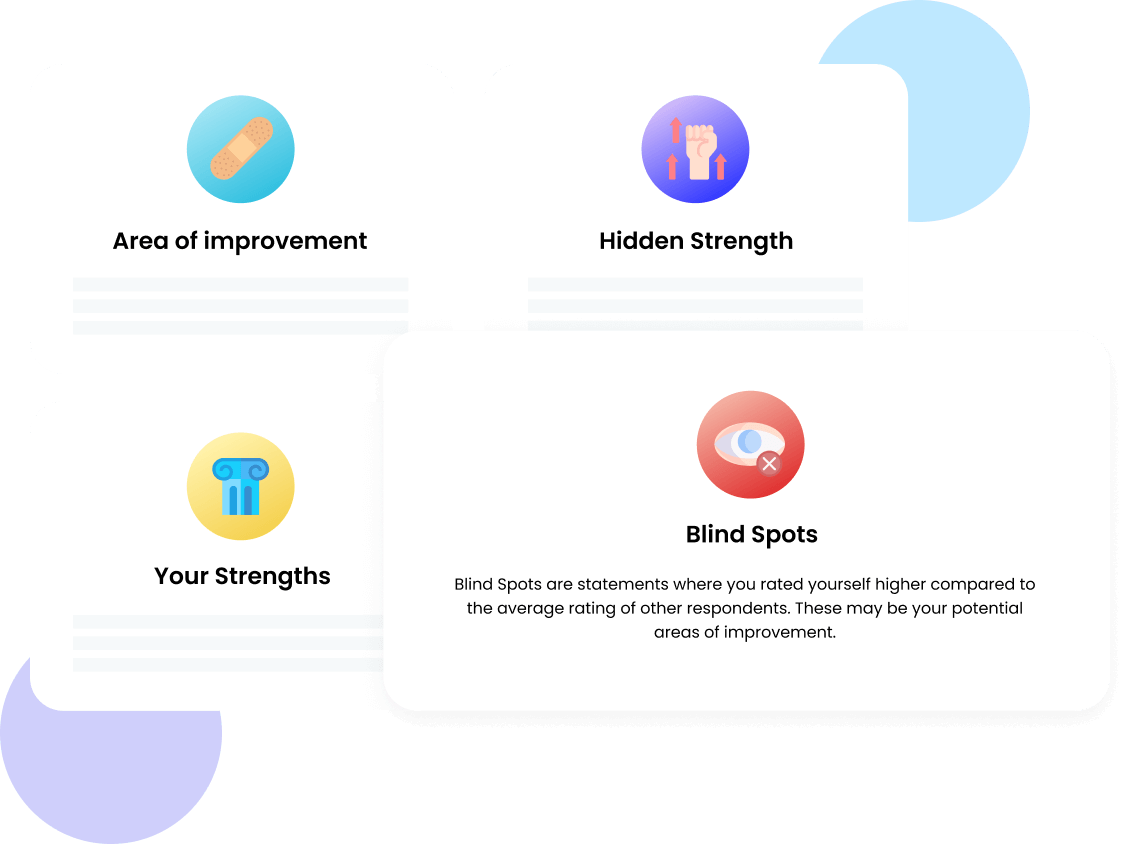 Area of improvement
Hidden Strength
Your Strengths
Blind Spots
Blind Spots are statements where you rated yourself higher compared to
the average rating of other respondents. These may be your potential
areas of improvement.